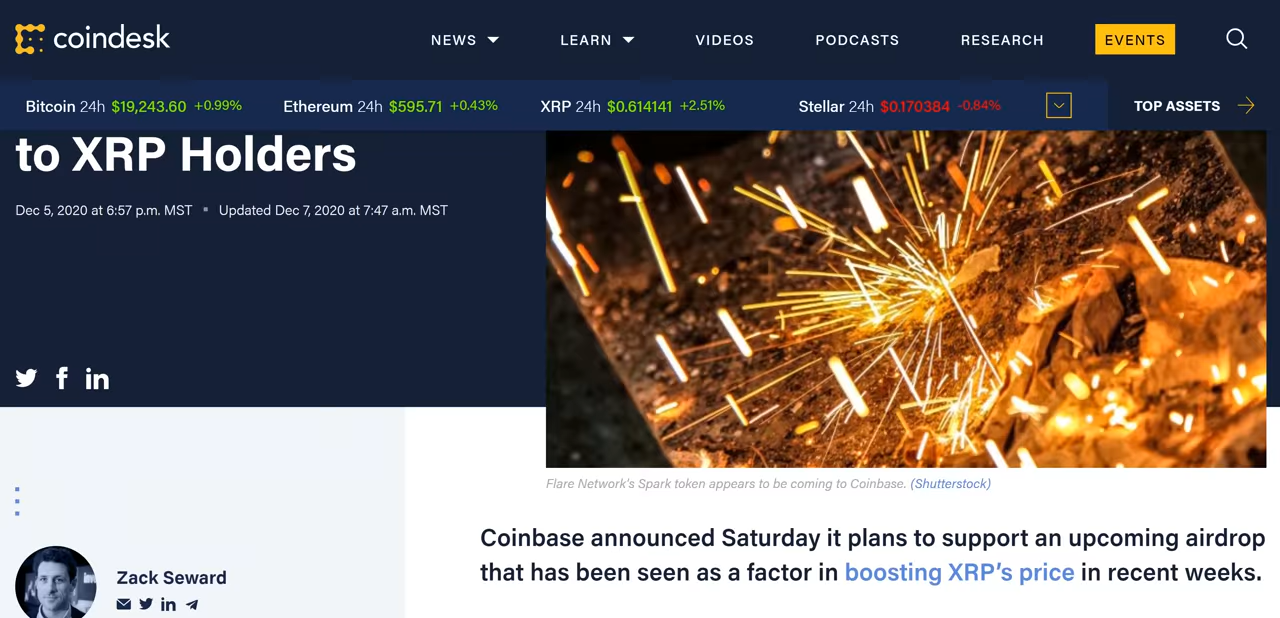 coindesk
NEWS LEARN VIDEOS PODCASTS RESEARCH EVENTS
Bitcoin 24h $19,243.60 +0.99% Ethereum 24h $595.71 +0.43% XRP 24h $0.614141 +2.51% Stellar 24h $0.170384 -0.84% TOP ASSETS
to XRP Holders
Dec 5, 2020 at 6:57 p.m. MST ▪ Updated Dec 7, 2020 at 7:47 a.m. MST
Flare Network's Spark token appears to be coming to Coinbase. (Shutterstock)
Coinbase announced Saturday it plans to support an upcoming airdrop
that has been seen as a factor in boosting XRP's price in recent weeks.
Zack Seward